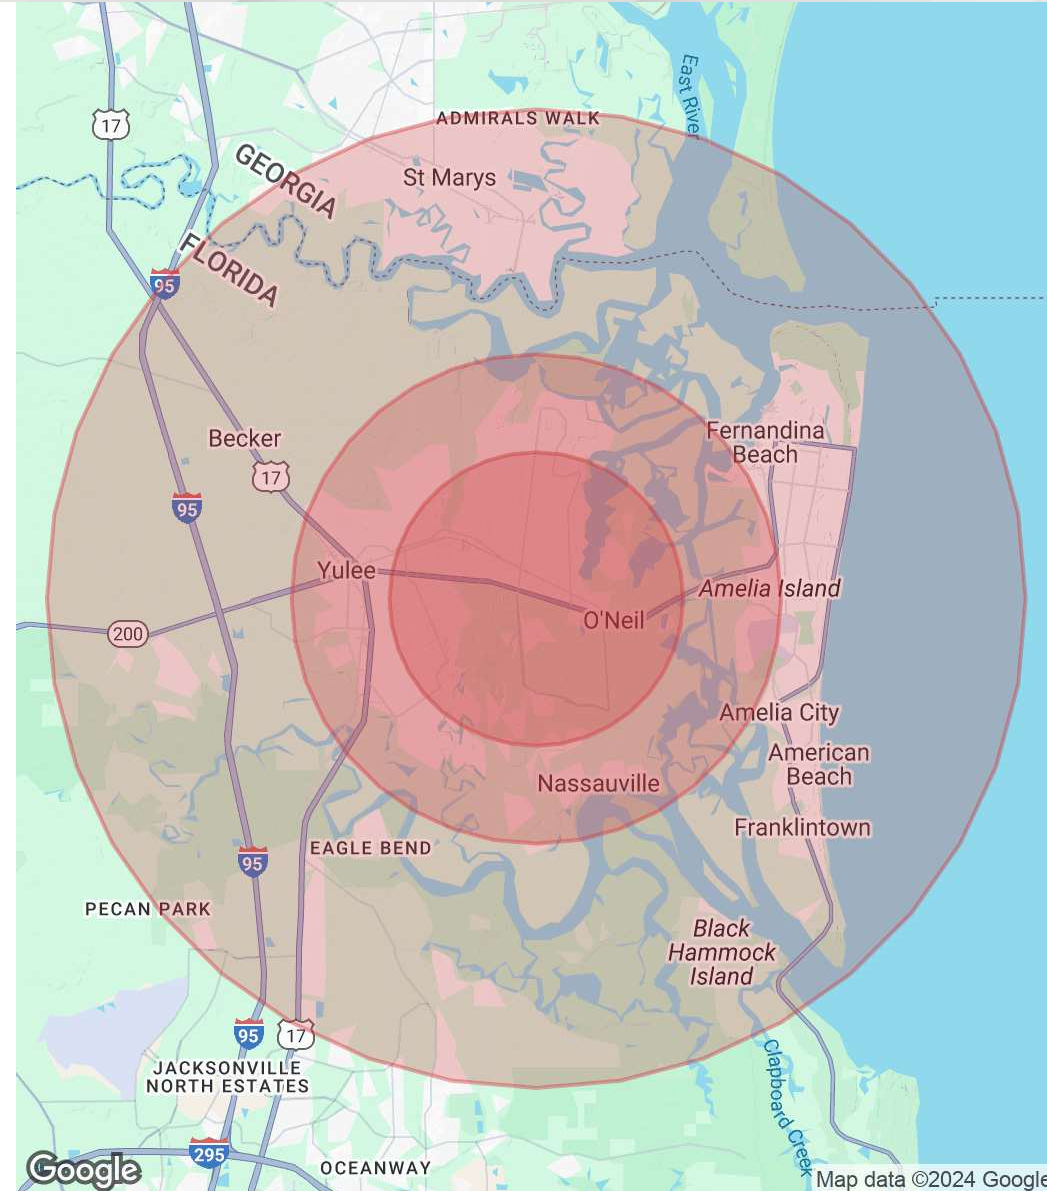 East River
17
ADMIRALS WALK
GEORGIA
St Marys
FLORIDA
95
Fernandina
Beach
Becker
17
95
Yulee
Amelia Island
O'Neil
200
Amelia City
American
Beach
Nassauville
Franklintown
EAGLE BEND
95
PECAN PARK
Black
Hammock
Island
95
17
JACKSONVILLE
NORTH ESTATES
Clapboard Creek
295
OCEANWAY
Google
Map data ©2024 Google